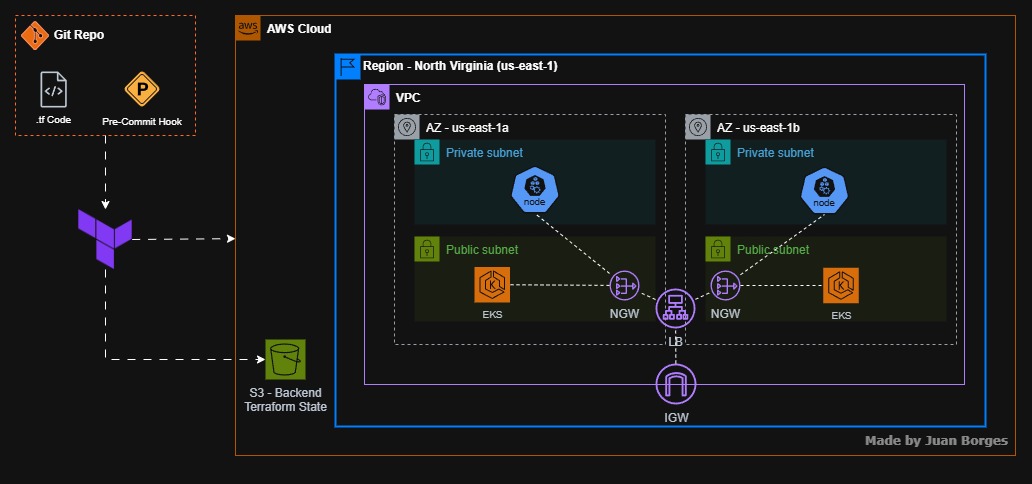 Git Repo
</>
.tf Code
P
Pre-Commit Hook
aws
AWS Cloud
Region - North Virginia (us-east-1)
VPC
AZ - us-east-1a
Private subnet
node
Public subnet
K
EKS
NGW
AZ - us-east-1b
Private subnet
node
Public subnet
NGW
K
EKS
LB
IGW
S3 - Backend
Terraform State
Made by Juan Borges